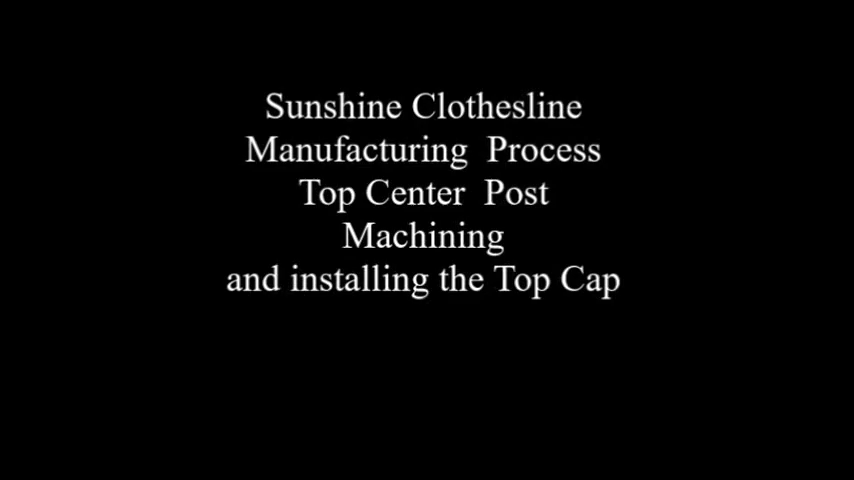 Sunshine Clothesline
Manufacturing  Process
Top Center  Post
Machining
and installing the Top Cap